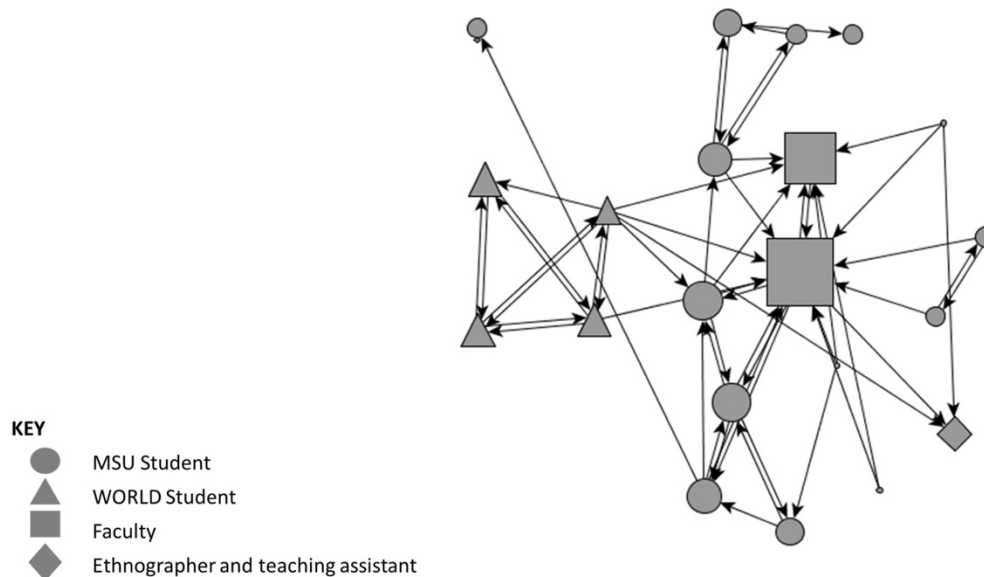 KEY
MSU Student
WORLD Student
Faculty
Ethnographer and teaching assistant